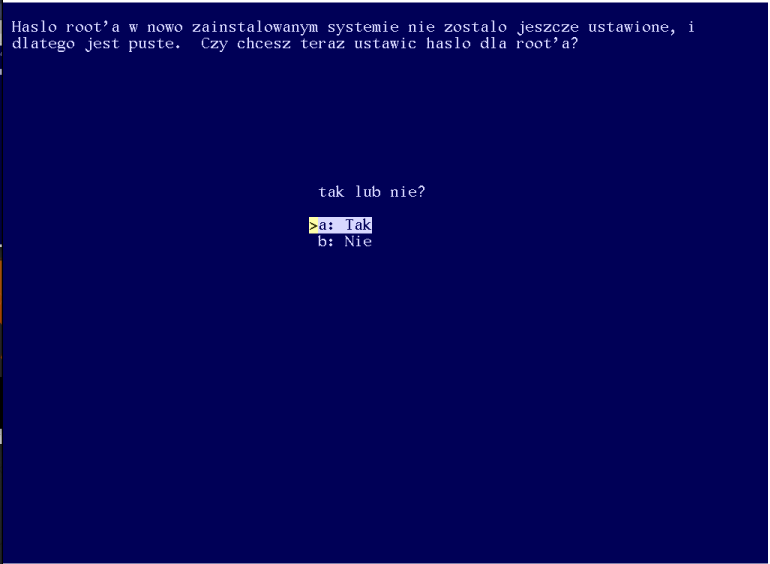 Haslo root'a w nowo zainstalowanym systemie nie zostalo jeszcze ustawione, i
dlatego jest puste.  Czy chcesz teraz ustawic haslo dla root'a?
tak lub nie?
>a: Tak
b: Nie